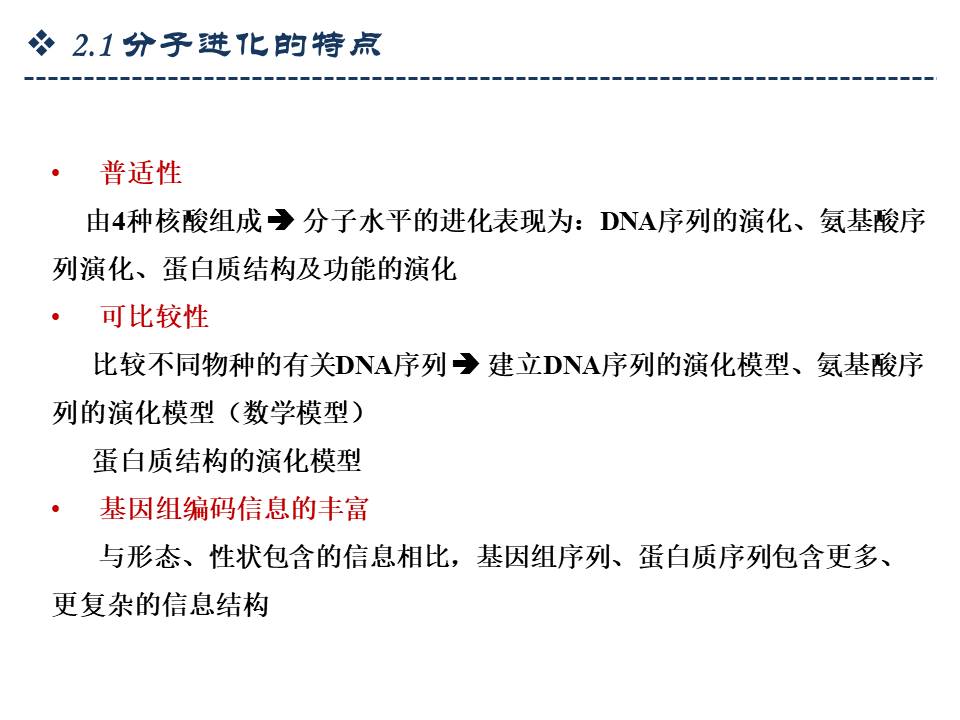 ❖ 2.1分子进化的特点
• 普适性
由4种核酸组成🡺 分子水平的进化表现为：DNA序列的演化、氨基酸序
列演化、蛋白质结构及功能的演化
• 可比较性
比较不同物种的有关DNA序列🡺 建立DNA序列的演化模型、氨基酸序
列的演化模型（数学模型）
蛋白质结构的演化模型
• 基因组编码信息的丰富
与形态、性状包含的信息相比，基因组序列、蛋白质序列包含更多、
更复杂的信息结构